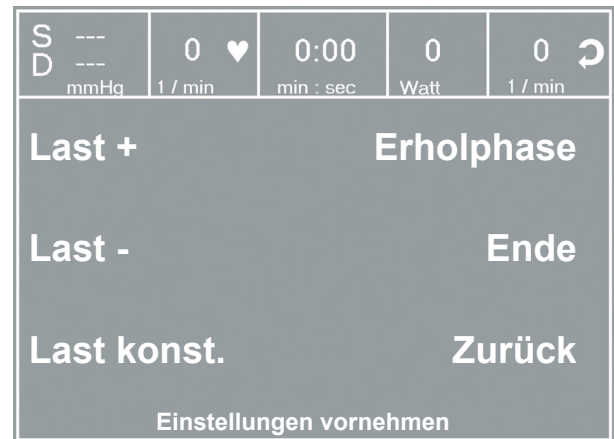 S --- 0 ♥ 0:00 0 0
D ---
mmHg 1 / min min : sec Watt 1 / min
Last + Erholphase
Last - Ende
Last konst. Zurück
Einstellungen vornehmen